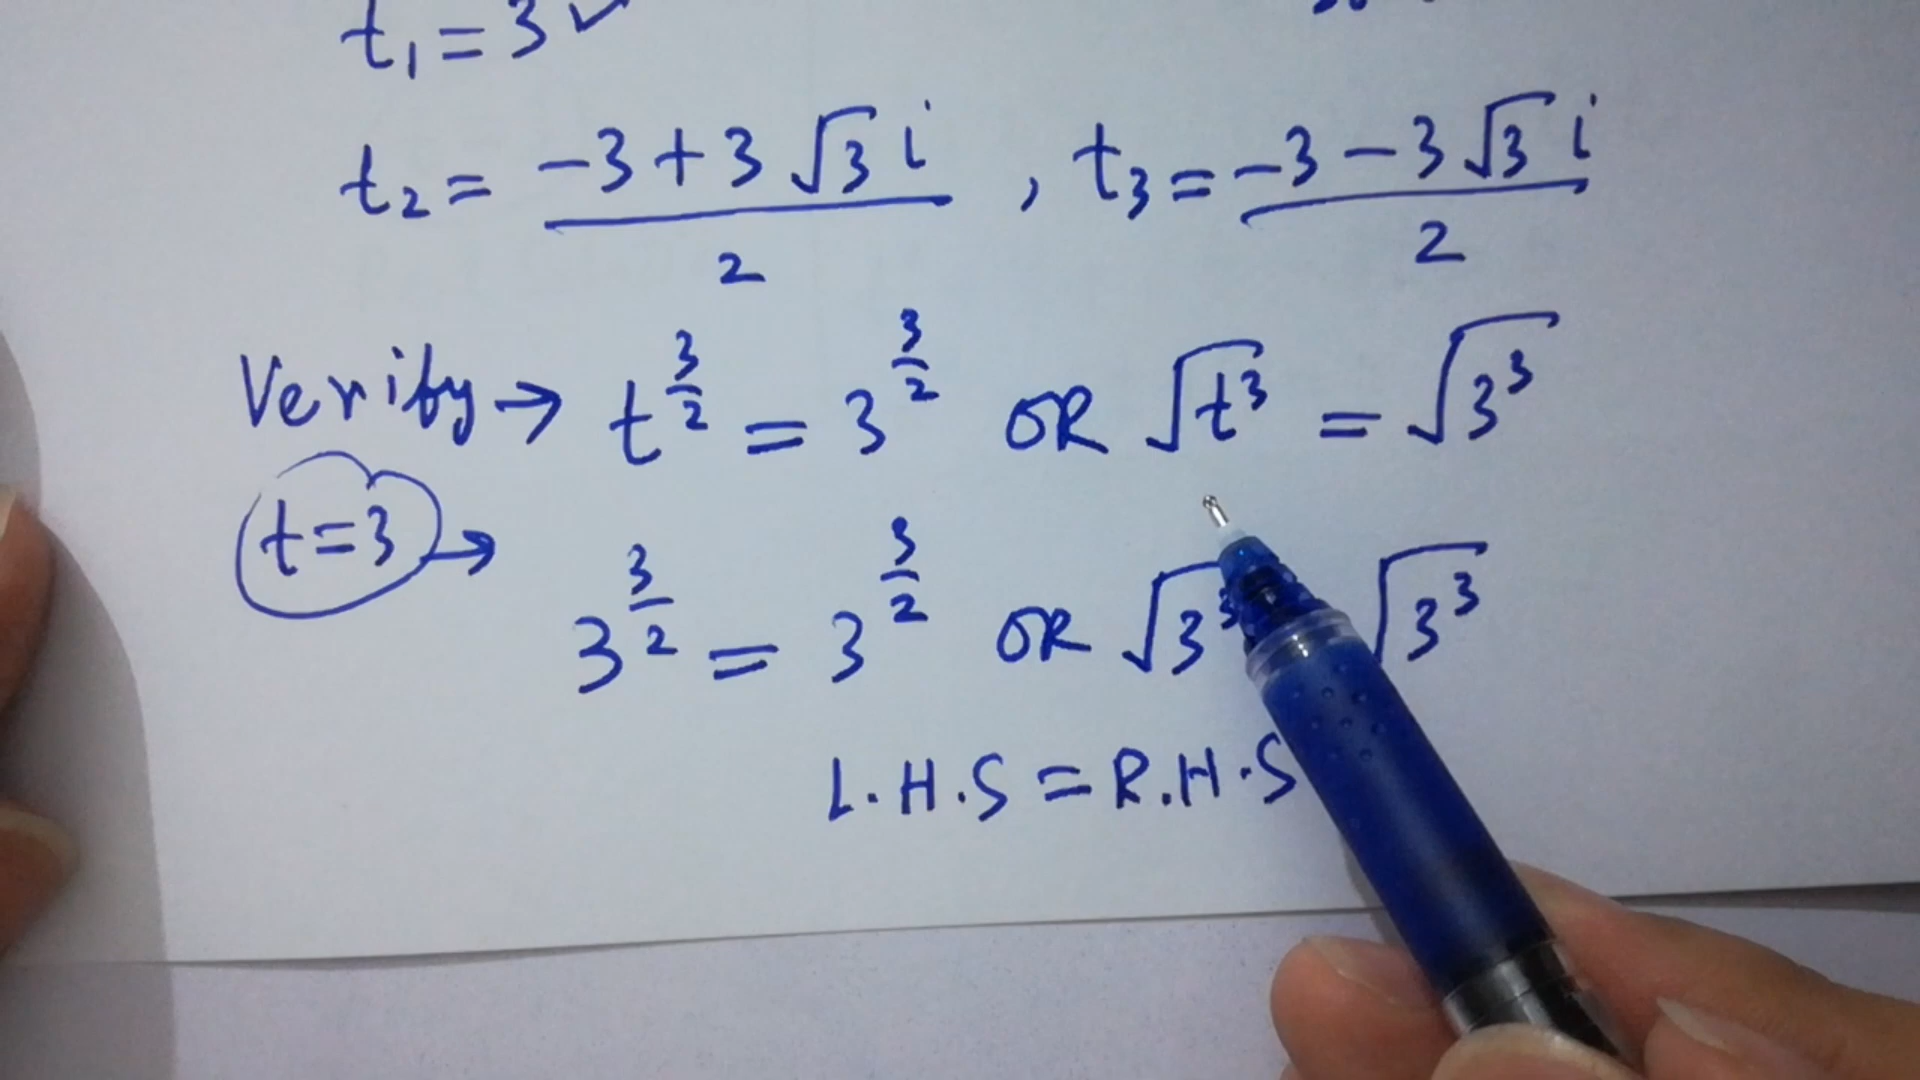 t₁ = 3 ✓
t₂ = (-3 + 3√3 i)/2 , t₃ = (-3 - 3√3 i)/2
Verify → t^(3/2) = 3^(3/2) OR √t³ = √3³
t = 3 →
3^(3/2) = 3^(3/2) OR √3³ √3³
L.H.S = R.H.S